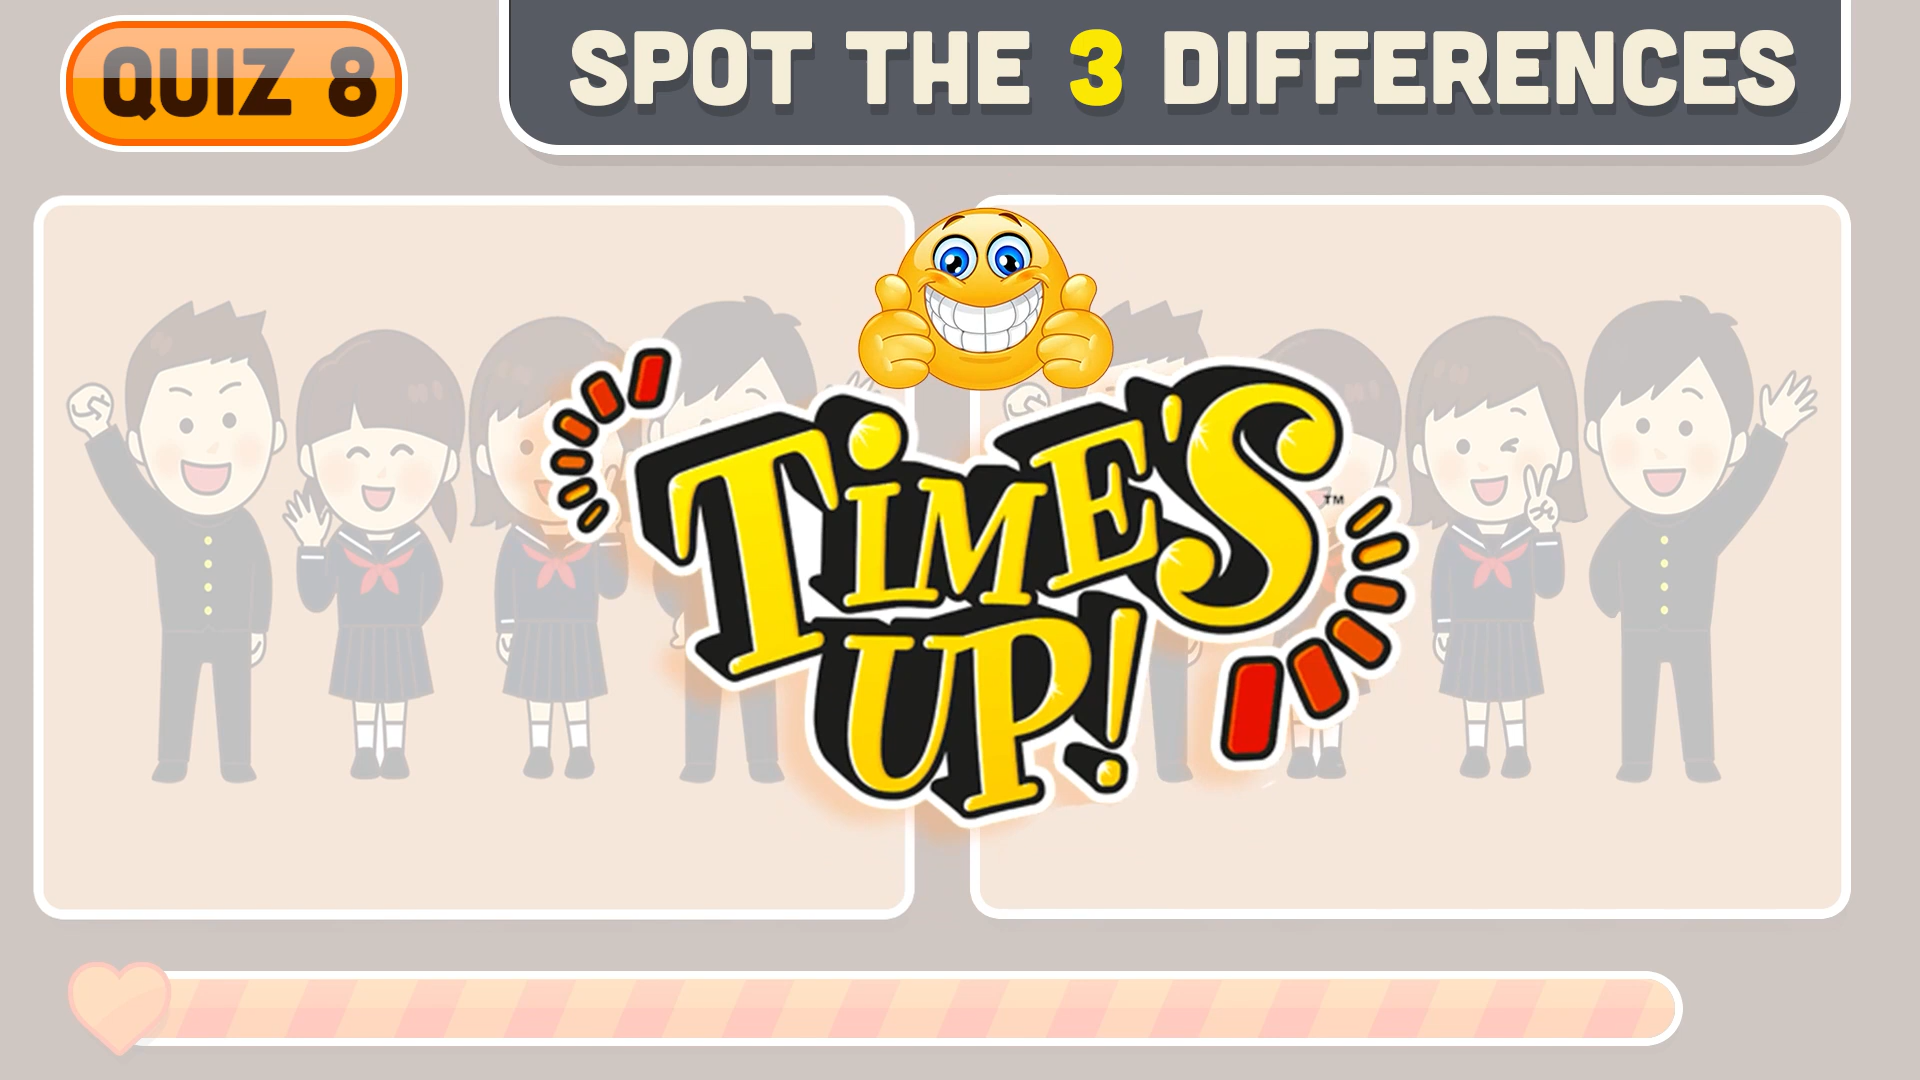 QUIZ 8
SPOT THE 3 DIFFERENCES
TIME'S
™
UP!